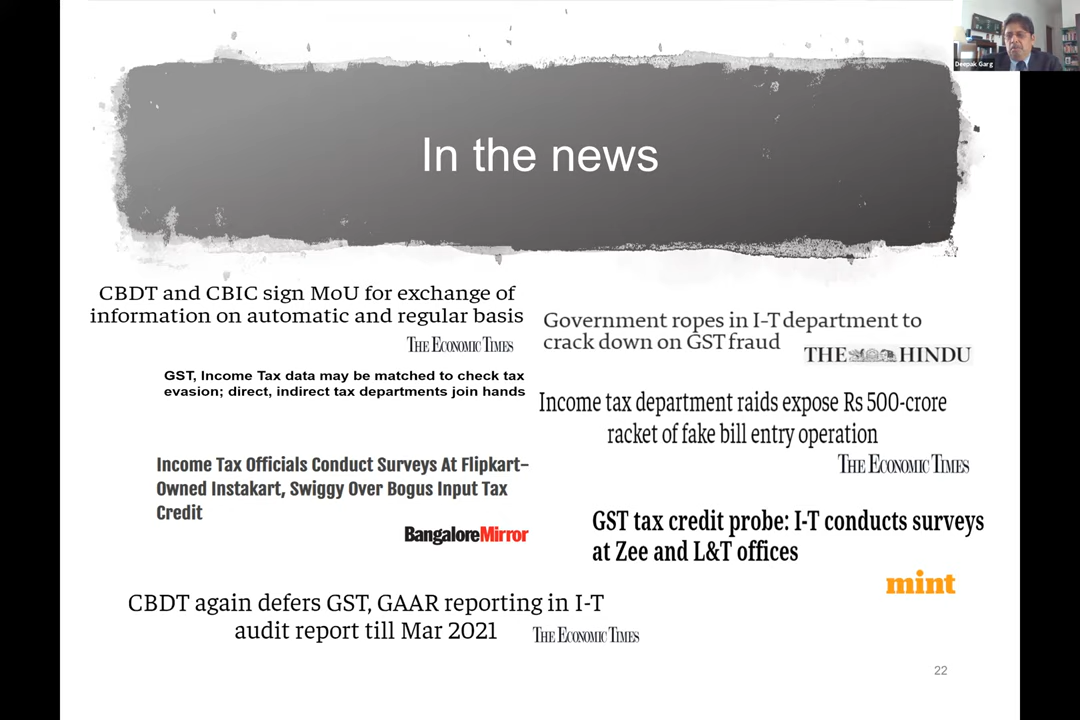 Deepak Garg
In the news
CBDT and CBIC sign MoU for exchange of
information on automatic and regular basis
THE ECONOMIC TIMES
GST, Income Tax data may be matched to check tax
evasion; direct, indirect tax departments join hands
Income Tax Officials Conduct Surveys At Flipkart-
Owned Instakart, Swiggy Over Bogus Input Tax
Credit
BangaloreMirror
Government ropes in I-T department to
crack down on GST fraud
THE HINDU
Income tax department raids expose Rs 500-crore
racket of fake bill entry operation
THE ECONOMIC TIMES
GST tax credit probe: I-T conducts surveys
at Zee and L&T offices
mint
CBDT again defers GST, GAAR reporting in I-T
audit report till Mar 2021
THE ECONOMIC TIMES
22